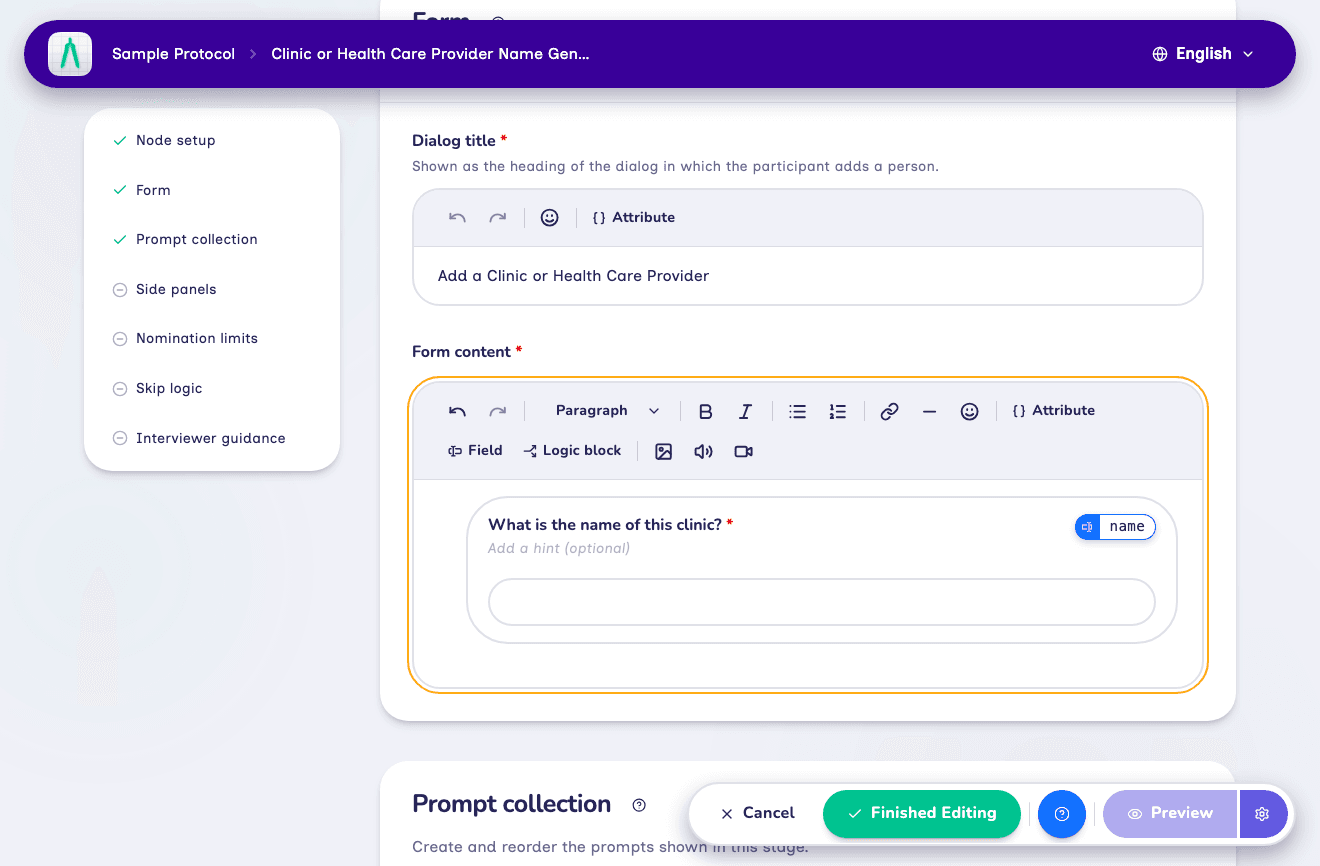 Form
Sample Protocol
Clinic or Health Care Provider Name Gen...
English
Node setup
Form
Prompt collection
Side panels
Nomination limits
Skip logic
Interviewer guidance
Dialog title *
Shown as the heading of the dialog in which the participant adds a person.
{} Attribute
Add a Clinic or Health Care Provider
Form content *
Paragraph
B I
{} Attribute
Field
Logic block
What is the name of this clinic? *
name
Add a hint (optional)
Prompt collection
Create and reorder the prompts shown in this stage.
Cancel
Finished Editing
Preview